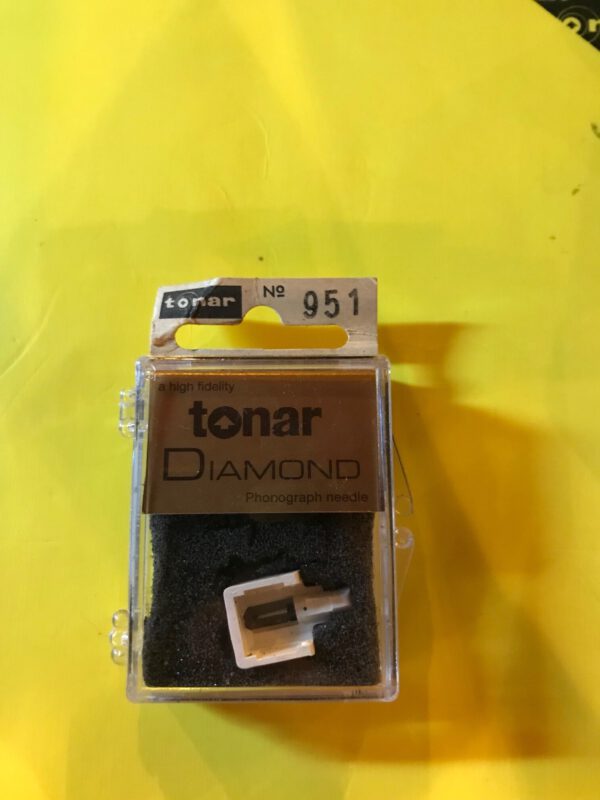 tonar Nº 951
a high fidelity
tonar
DIAMOND
Phonograph needle